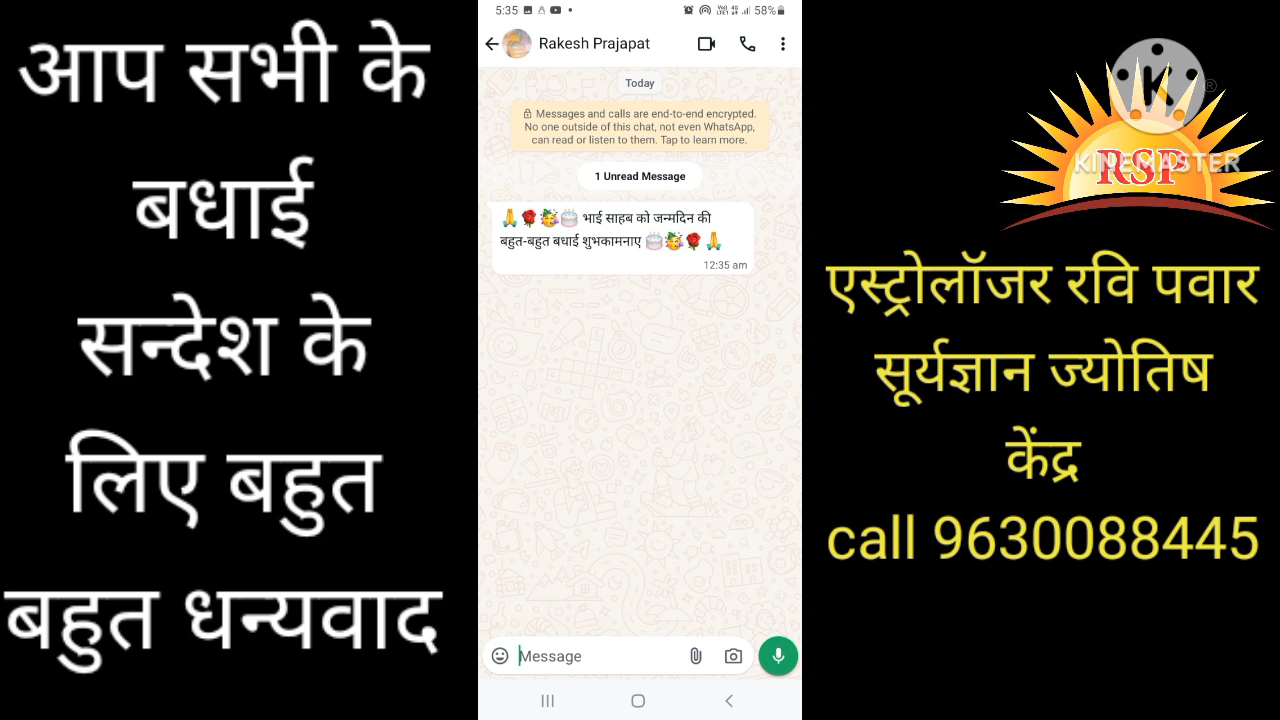 आप सभी के
बधाई
सन्देश के
लिए बहुत
बहुत धन्यवाद
5:35
58%
Rakesh Prajapat
Today
Messages and calls are end-to-end encrypted.
No one outside of this chat, not even WhatsApp,
can read or listen to them. Tap to learn more.
1 Unread Message
🙏🌹🥳🎂 भाई साहब को जन्मदिन की
बहुत-बहुत बधाई शुभकामनाए 🎂🥳🌹🙏
12:35 am
Message
K ®
KINEMASTER
RSP
एस्ट्रोलॉजर रवि पवार
सूर्यज्ञान ज्योतिष
केंद्र
call 9630088445